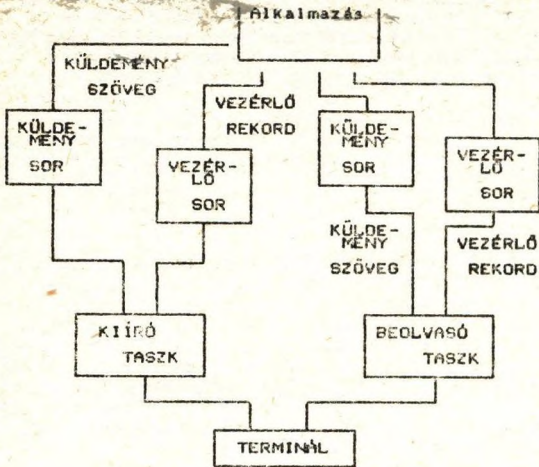 Alkalmazás
KÜLDEMÉNY
SZÖVEG
VEZÉRLŐ
REKORD
KÜLDE-
MÉNY
SOR
VEZÉR-
LŐ
SOR
KÜLDE-
MÉNY
SOR
VEZÉR-
LŐ
SOR
KÜLDE-
MÉNY
SZÖVEG
VEZÉRLŐ
REKORD
KIÍRÓ
TASZK
BEOLVASÓ
TASZK
TERMINÁL